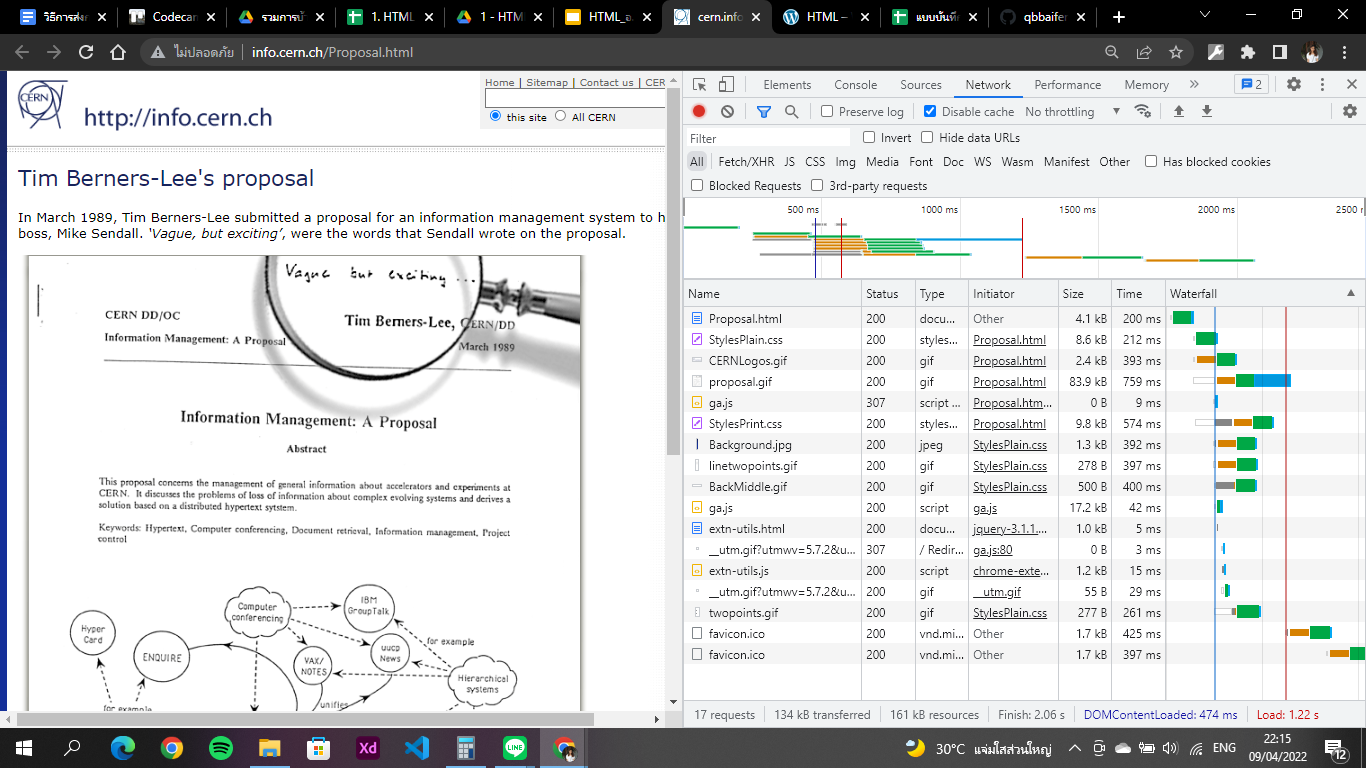 วิธีการส่ง
Codecan
รวมการบ้
1. HTML
1 - HTM
HTML_อ.
cern.info
HTML –
แบบบันทึก
qbbaifer
ไม่ปลอดภัย
info.cern.ch/Proposal.html
Home | Sitemap | Contact us | CER
CERN
http://info.cern.ch
this site
All CERN
Tim Berners-Lee's proposal
In March 1989, Tim Berners-Lee submitted a proposal for an information management system to h
boss, Mike Sendall. 'Vague, but exciting', were the words that Sendall wrote on the proposal.
Vague but exciting ...
CERN DD/OC
Tim Berners-Lee, CERN/DD
Information Management: A Proposal
March 1989
Information Management: A Proposal
Abstract
This proposal concerns the management of general information about accelerators and experiments at
CERN. It discusses the problems of loss of information about complex evolving systems and derives a
solution based on a distributed hypertext sytstem.
Keywords: Hypertext, Computer conferencing, Document retrieval, Information management, Project
control
Computer
conferencing
IBM
GroupTalk
Hyper
Card
ENQUIRE
for example
uucp
News
VAX/
NOTES
Hierarchical
systems
unifies
for example
Elements Console Sources Network Performance Memory 2
Preserve log Disable cache No throttling
Filter Invert Hide data URLs
All Fetch/XHR JS CSS Img Media Font Doc WS Wasm Manifest Other Has blocked cookies
Blocked Requests 3rd-party requests
500 ms 1000 ms 1500 ms 2000 ms 2500 r
Name Status Type Initiator Size Time Waterfall
Proposal.html 200 docu... Other 4.1 kB 200 ms
StylesPlain.css 200 styles... Proposal.html 8.6 kB 212 ms
CERNLogos.gif 200 gif Proposal.html 2.4 kB 393 ms
proposal.gif 200 gif Proposal.html 83.9 kB 759 ms
ga.js 307 script ... Proposal.htm... 0 B 9 ms
StylesPrint.css 200 styles... Proposal.html 9.8 kB 574 ms
Background.jpg 200 jpeg StylesPlain.css 1.3 kB 392 ms
linetwopoints.gif 200 gif StylesPlain.css 278 B 397 ms
BackMiddle.gif 200 gif StylesPlain.css 500 B 400 ms
ga.js 200 script ga.js 17.2 kB 42 ms
extn-utils.html 200 docu... jquery-3.1.1.... 1.0 kB 5 ms
__utm.gif?utmwv=5.7.2&u... 307 / Redir... ga.js:80 0 B 3 ms
extn-utils.js 200 script chrome-exte... 1.2 kB 15 ms
__utm.gif?utmwv=5.7.2&u... 200 gif __utm.gif 55 B 29 ms
twopoints.gif 200 gif StylesPlain.css 277 B 261 ms
favicon.ico 200 vnd.mi... Other 1.7 kB 425 ms
favicon.ico 200 vnd.mi... Other 1.7 kB 397 ms
17 requests 134 kB transferred 161 kB resources Finish: 2.06 s DOMContentLoaded: 474 ms Load: 1.22 s
Xd
LINE
30°C แจ่มใสส่วนใหญ่
ENG
22:15
09/04/2022
12